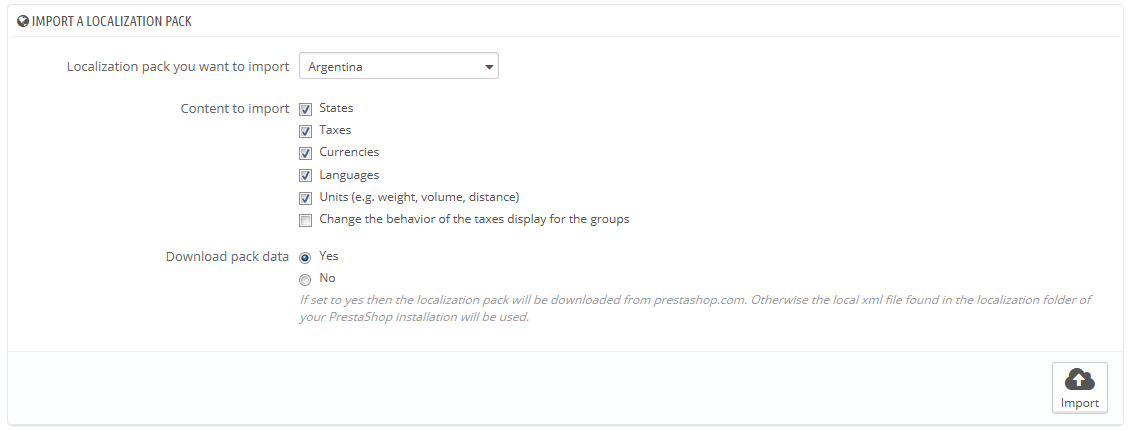 IMPORT A LOCALIZATION PACK
Localization pack you want to import Argentina
Content to import States
Taxes
Currencies
Languages
Units (e.g. weight, volume, distance)
Change the behavior of the taxes display for the groups
Download pack data Yes
No
If set to yes then the localization pack will be downloaded from prestashop.com. Otherwise the local xml file found in the localization folder of
your PrestaShop installation will be used.
Import